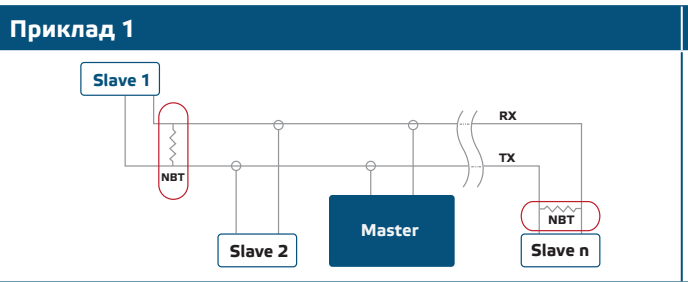 Приклад 1
Slave 1
RX
TX
NBT
NBT
Master
Slave 2
Slave n